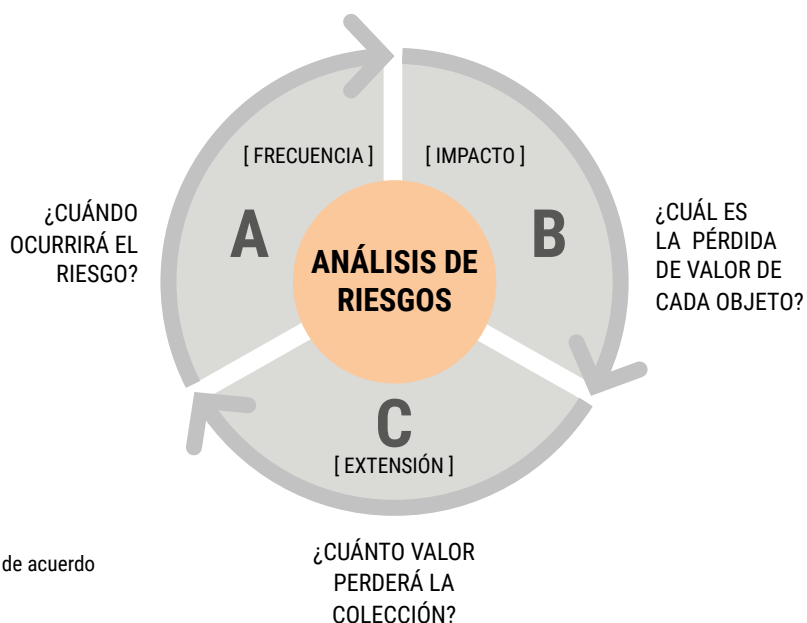 [ FRECUENCIA ]
[ IMPACTO ]
A
B
¿CUÁNDO
OCURRIRÁ EL
RIESGO?
ANÁLISIS DE
RIESGOS
¿CUÁL ES
LA PÉRDIDA
DE VALOR DE
CADA OBJETO?
C
[ EXTENSIÓN ]
¿CUÁNTO VALOR
PERDERÁ LA
COLECCIÓN?
de acuerdo